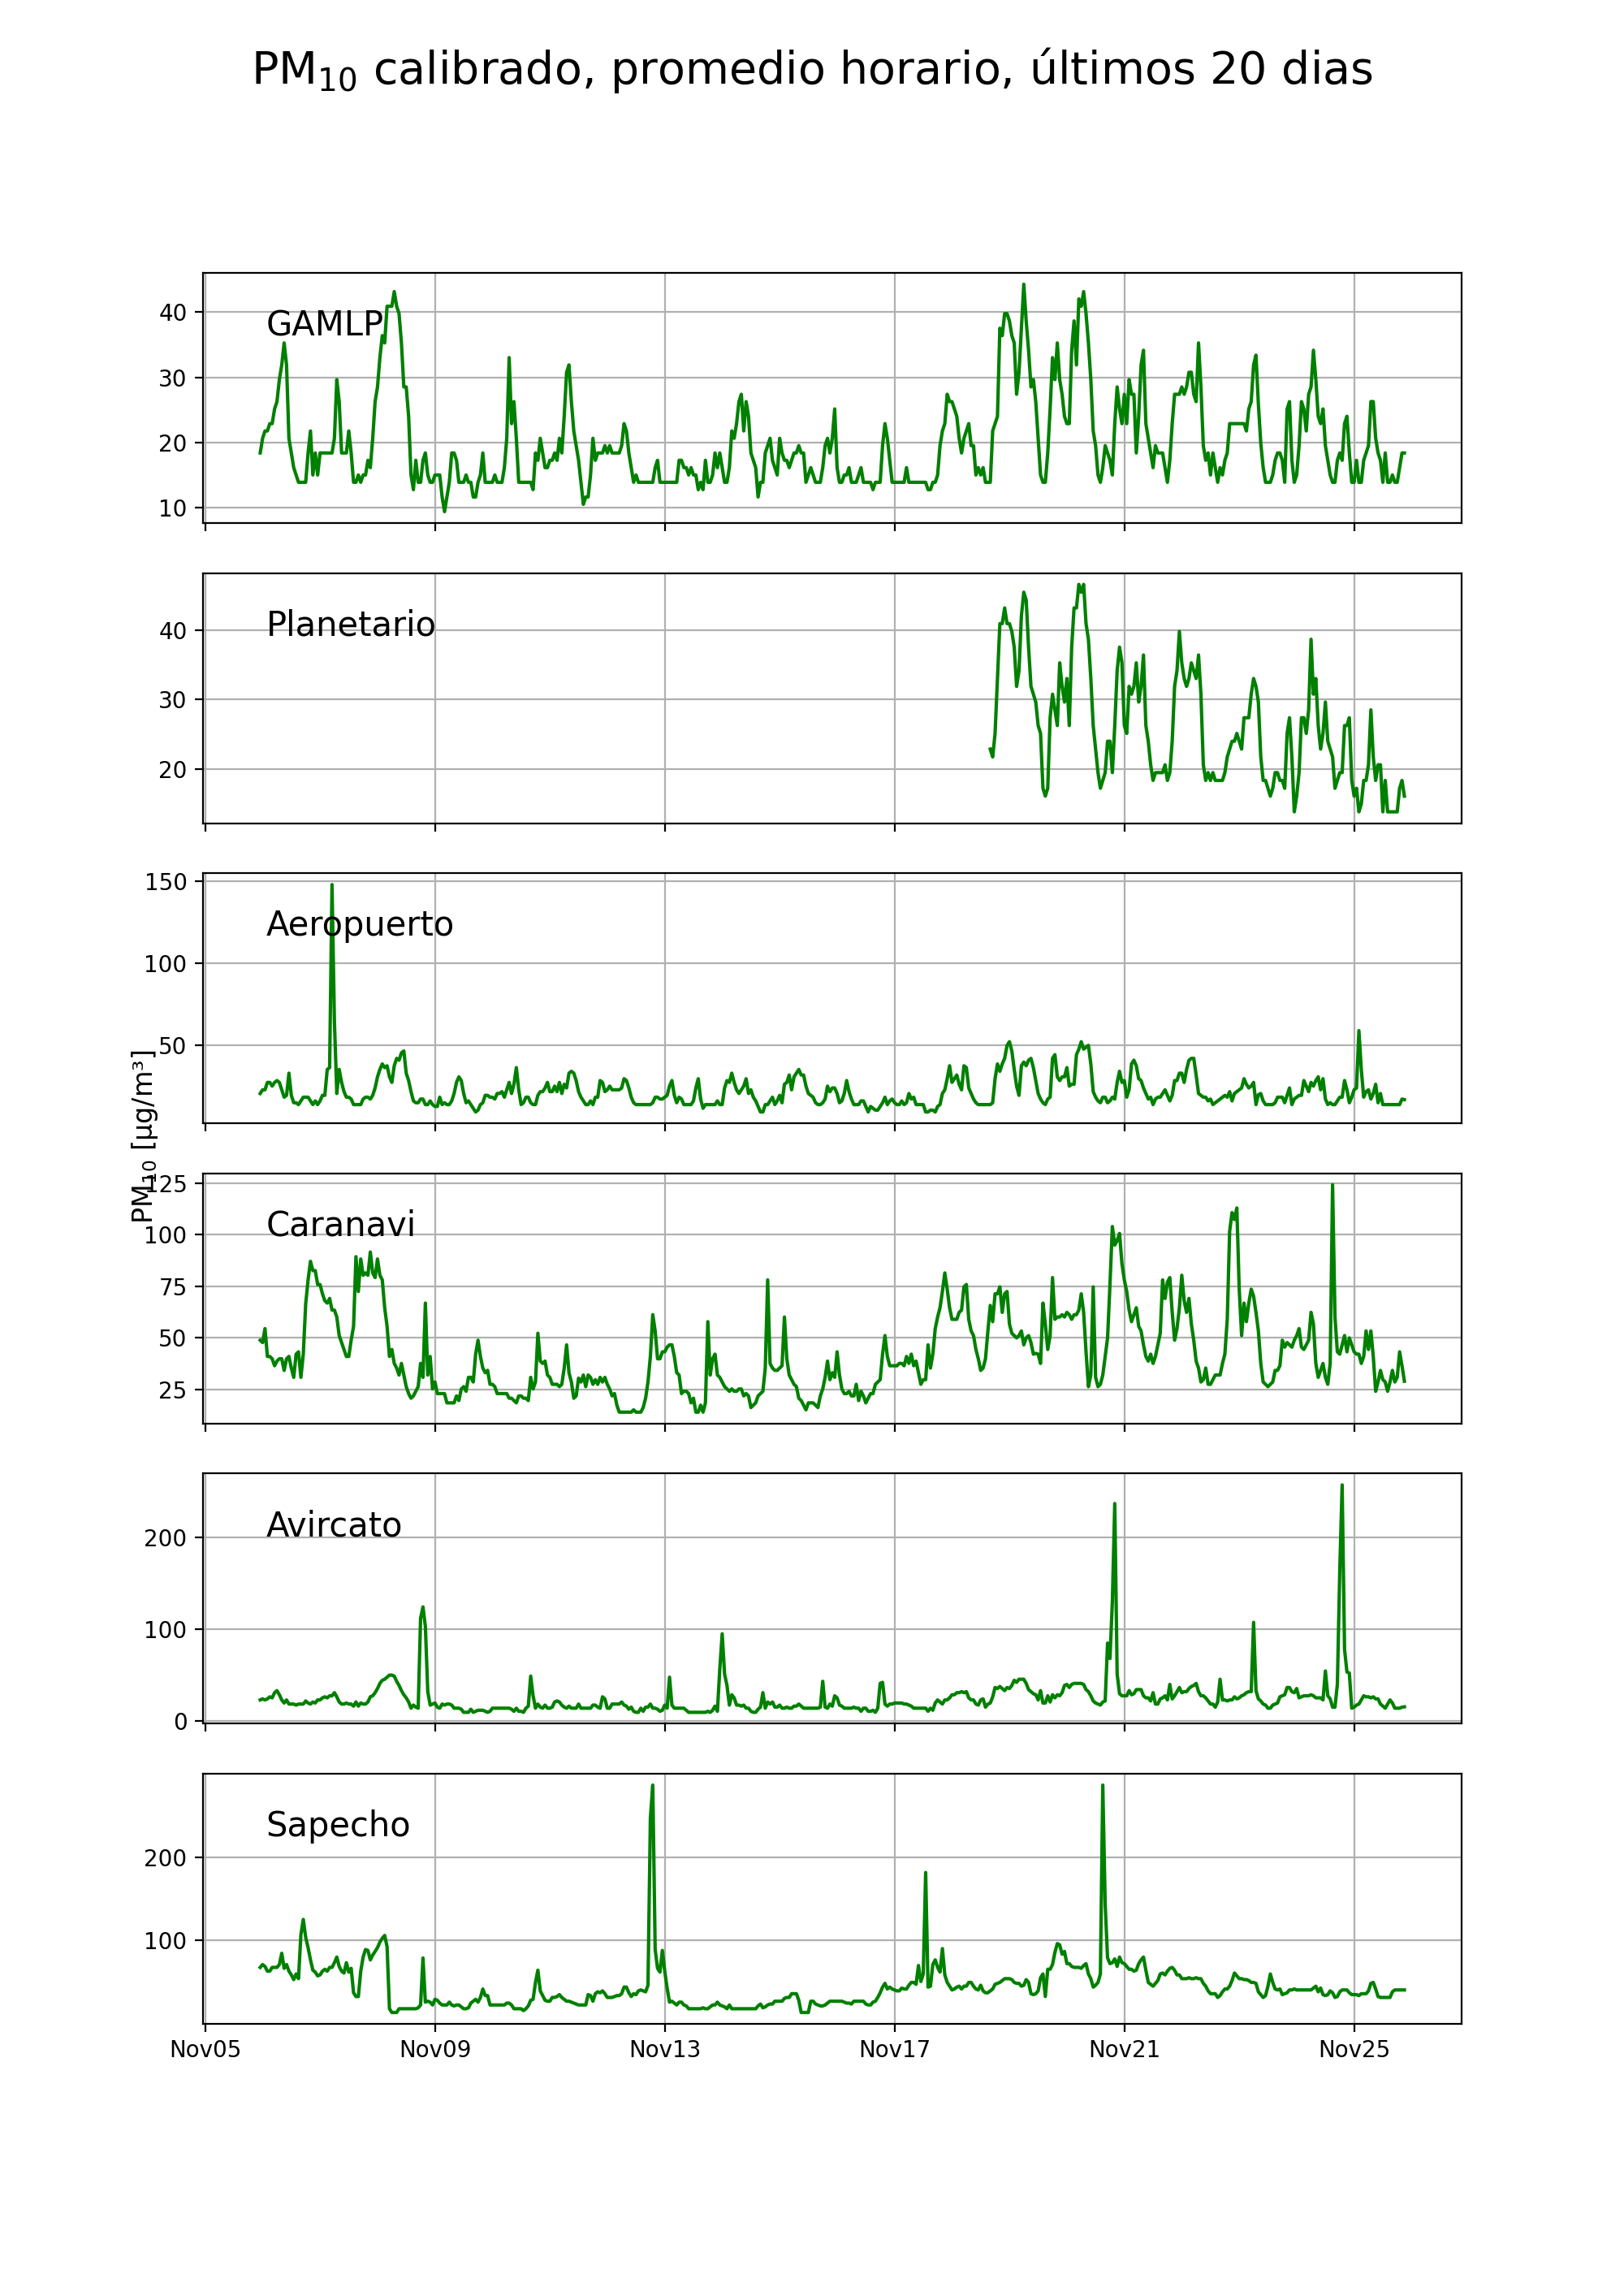 PM₁₀ calibrado, promedio horario, últimos 20 dias
GAMLP
40
30
20
10
Planetario
40
30
20
Aeropuerto
150
100
50
PM₁₀ [µg/m³]
Caranavi
125
100
75
50
25
Avircato
200
100
0
Sapecho
200
100
Nov05 Nov09 Nov13 Nov17 Nov21 Nov25